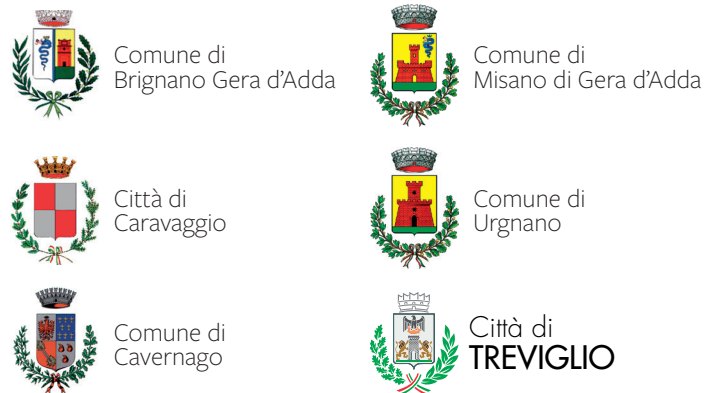 Comune di
Brignano Gera d'Adda
Comune di
Misano di Gera d'Adda
Città di
Caravaggio
Comune di
Urgnano
Comune di
Cavernago
Città di
TREVIGLIO